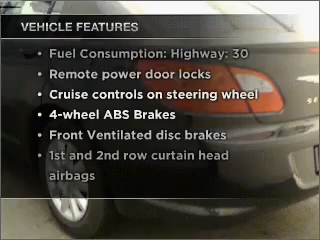 VEHICLE FEATURES
• Fuel Consumption: Highway: 30
• Remote power door locks
• Cruise controls on steering wheel
• 4-wheel ABS Brakes
• Front Ventilated disc brakes
• 1st and 2nd row curtain head
airbags